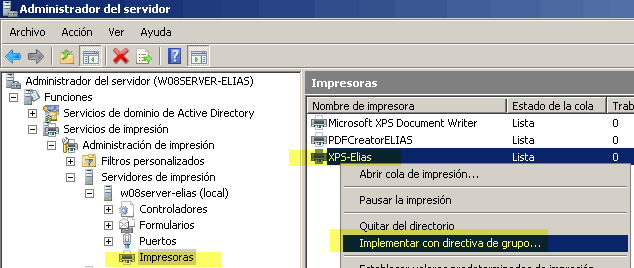 Administrador del servidor
Archivo Acción Ver Ayuda
Administrador del servidor (W08SERVER-ELIAS)
Funciones
Servicios de dominio de Active Directory
Servicios de impresión
Administración de impresión
Filtros personalizados
Servidores de impresión
w08server-elias (local)
Controladores
Formularios
Puertos
Impresoras
Impresoras
Nombre de impresora Estado de la cola Trab
Microsoft XPS Document Writer Lista 0
PDFCreatorELIAS Lista 0
XPS-Elias Lista 0
Abrir cola de impresión...
Pausar la impresión
Quitar del directorio
Implementar con directiva de grupo...